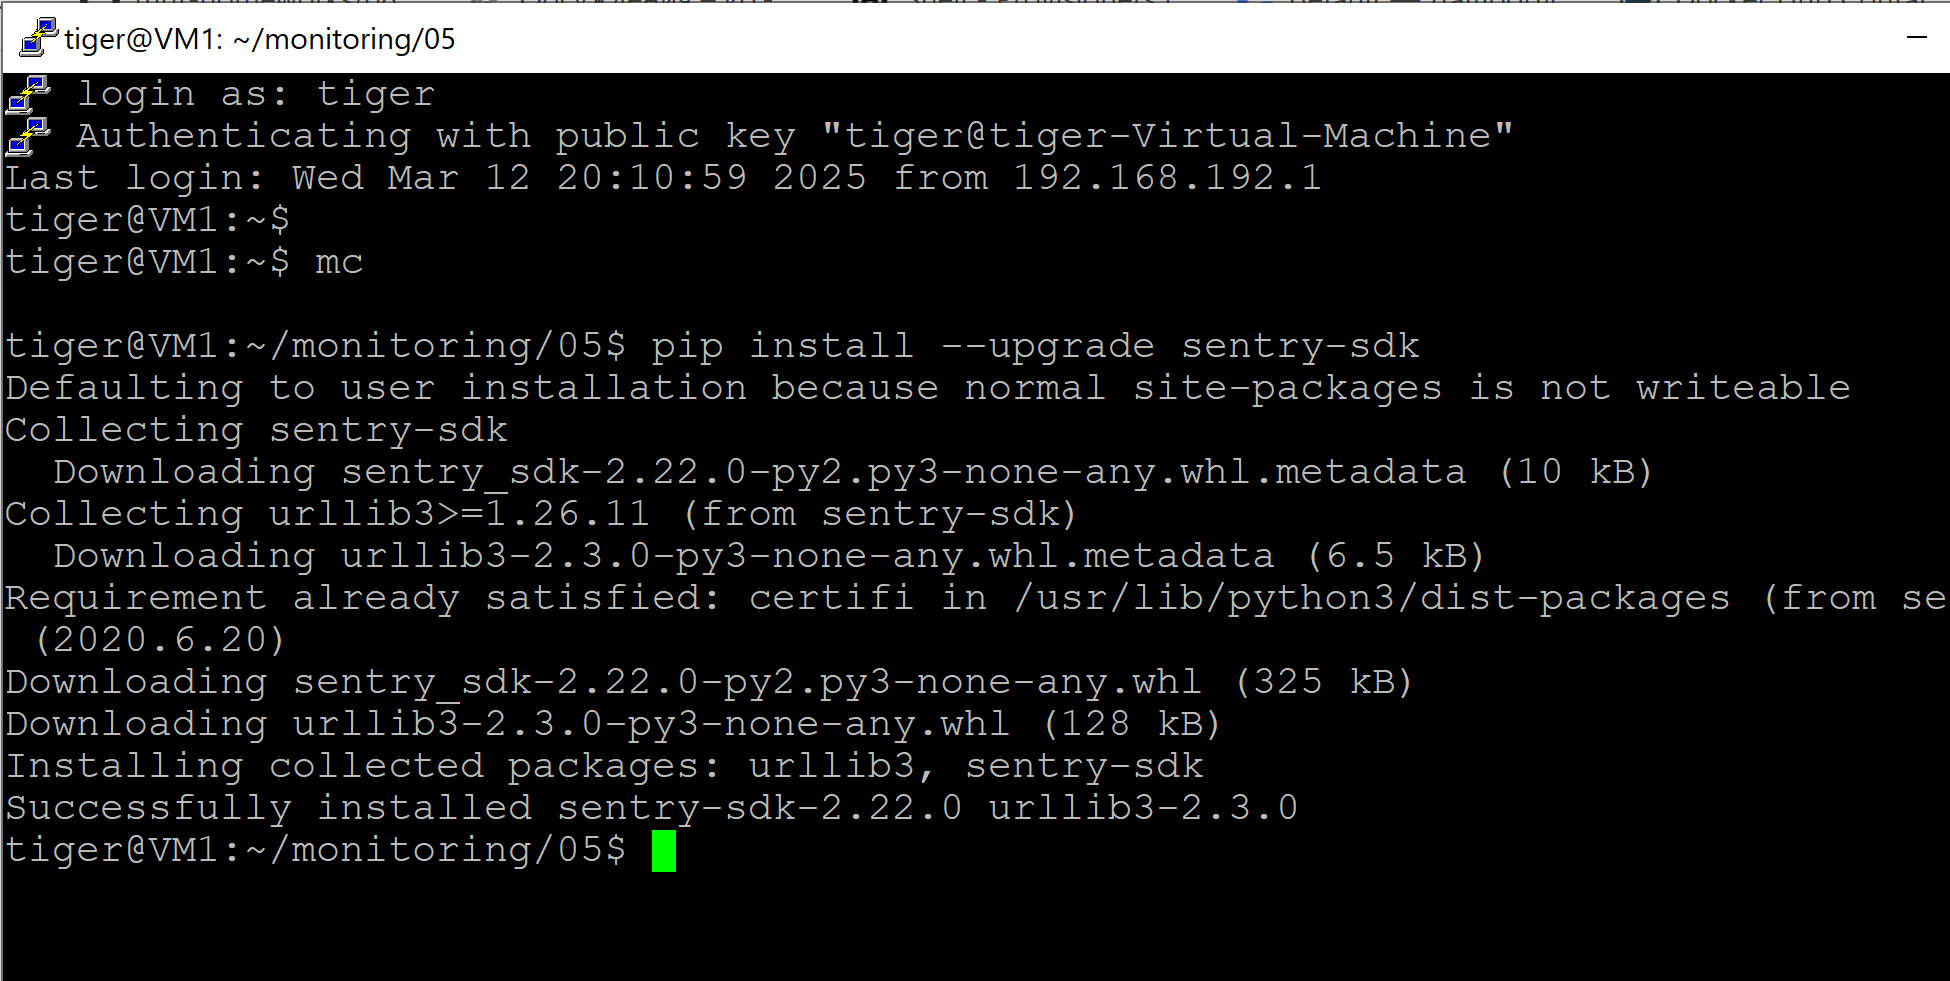 tiger@VM1: ~/monitoring/05
login as: tiger
Authenticating with public key "tiger@tiger-Virtual-Machine"
Last login: Wed Mar 12 20:10:59 2025 from 192.168.192.1
tiger@VM1:~$
tiger@VM1:~$ mc
tiger@VM1:~/monitoring/05$ pip install --upgrade sentry-sdk
Defaulting to user installation because normal site-packages is not writeable
Collecting sentry-sdk
  Downloading sentry_sdk-2.22.0-py2.py3-none-any.whl.metadata (10 kB)
Collecting urllib3>=1.26.11 (from sentry-sdk)
  Downloading urllib3-2.3.0-py3-none-any.whl.metadata (6.5 kB)
Requirement already satisfied: certifi in /usr/lib/python3/dist-packages (from se
 (2020.6.20)
Downloading sentry_sdk-2.22.0-py2.py3-none-any.whl (325 kB)
Downloading urllib3-2.3.0-py3-none-any.whl (128 kB)
Installing collected packages: urllib3, sentry-sdk
Successfully installed sentry-sdk-2.22.0 urllib3-2.3.0
tiger@VM1:~/monitoring/05$